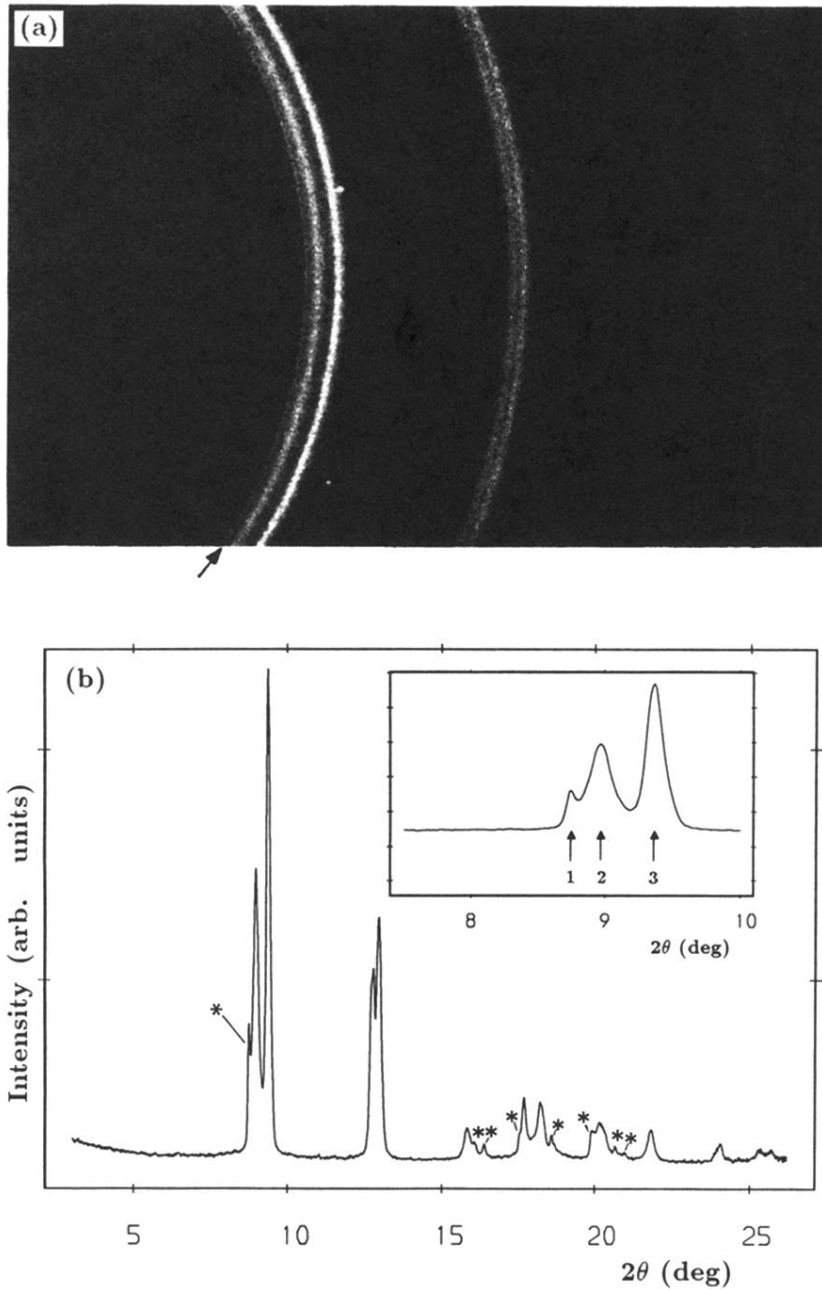 (a)
(b)
Intensity (arb. units)
*
* *
*
*
*
* *
1 2 3
8 9 10
2θ (deg)
5 10 15 20 25
2θ (deg)